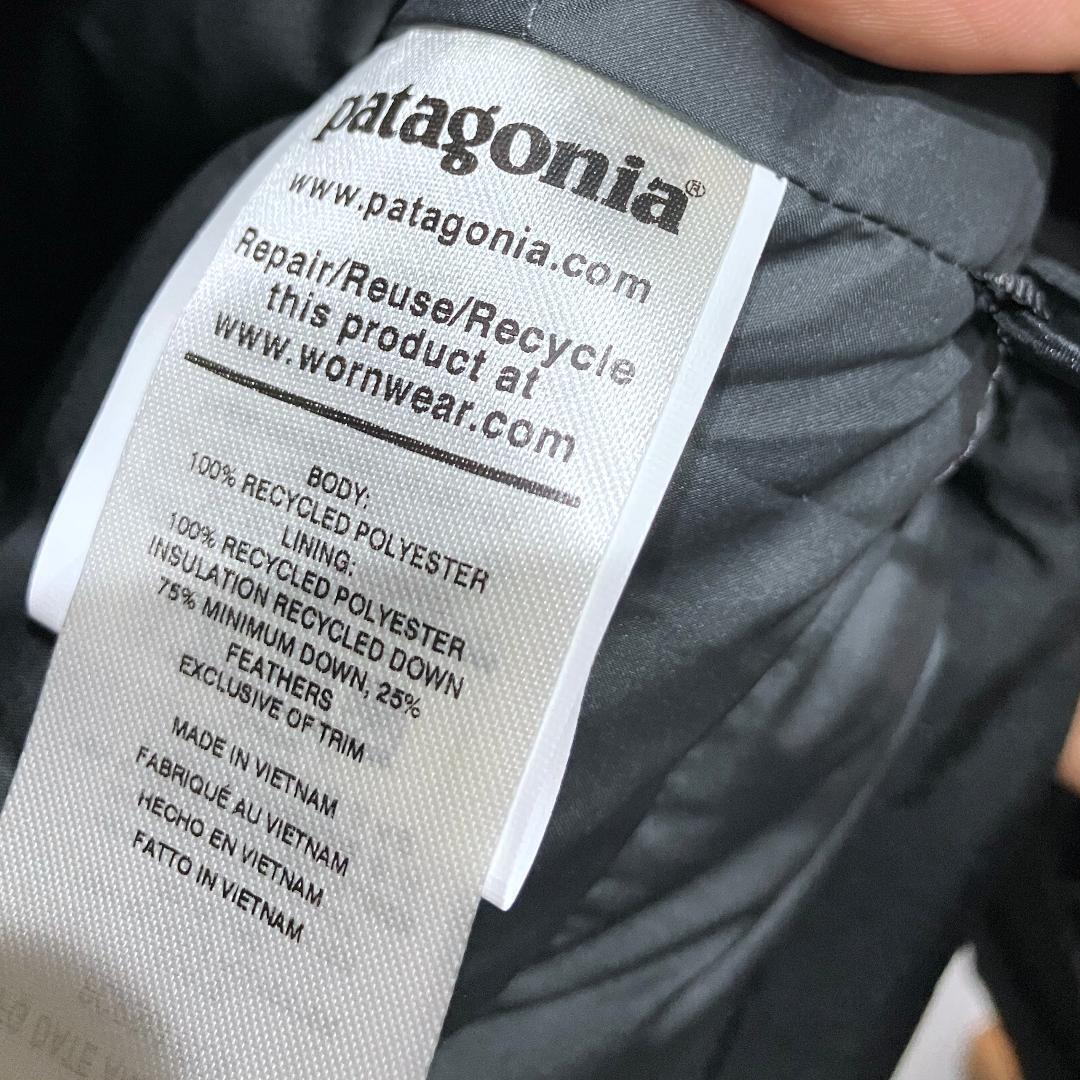 patagonia®
www.patagonia.com
Repair/Reuse/Recycle
this product at
www.wornwear.com
BODY:
100% RECYCLED POLYESTER
LINING:
100% RECYCLED POLYESTER
INSULATION RECYCLED DOWN
75% MINIMUM DOWN, 25%
FEATHERS
EXCLUSIVE OF TRIM
MADE IN VIETNAM
FABRIQUÉ AU VIETNAM
HECHO EN VIETNAM
FATTO IN VIETNAM